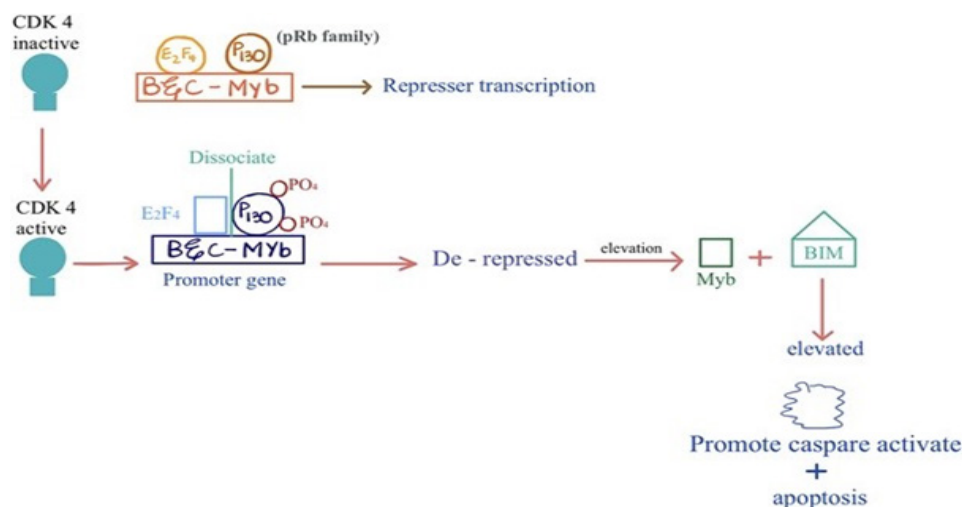 CDK 4
inactive
E2F4
P130
(pRb family)
B&C-Myb
Represser transcription
Dissociate
CDK 4
active
E2F4
P130
PO4
PO4
B&C-MYb
Promoter gene
De - repressed
elevation
Myb
+
BIM
elevated
Promote caspare activate
+
apoptosis